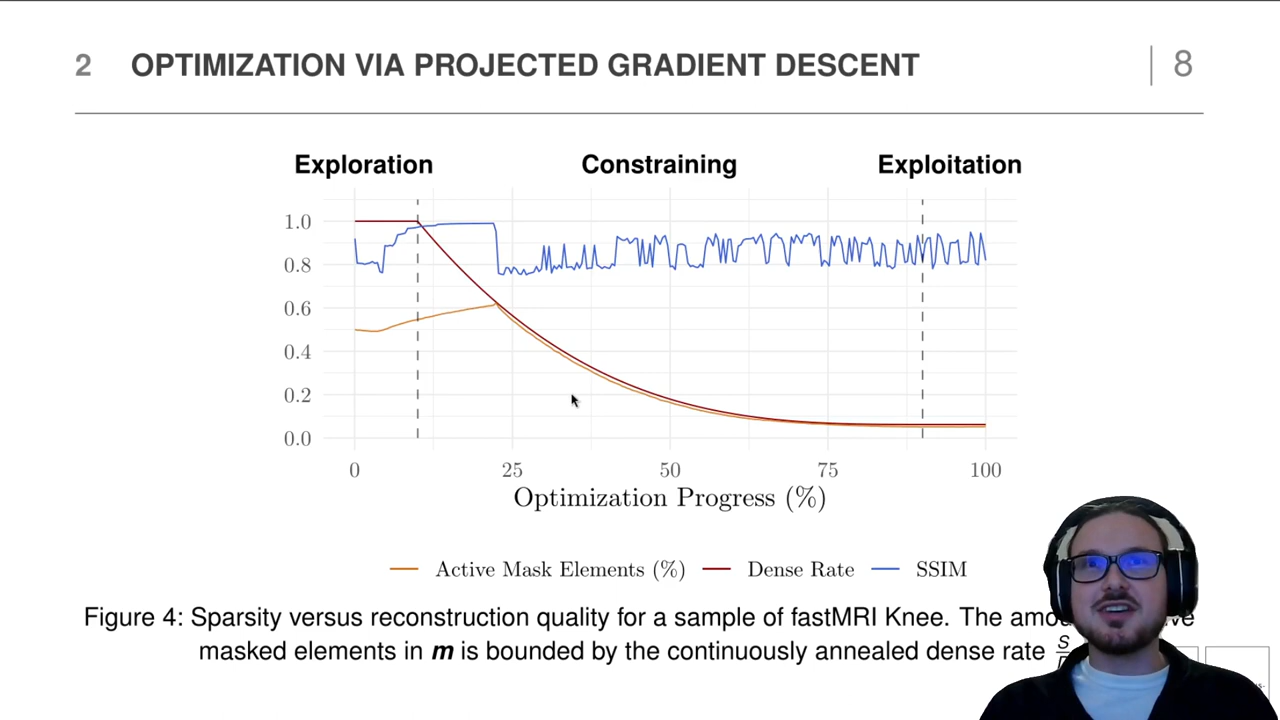 2 OPTIMIZATION VIA PROJECTED GRADIENT DESCENT 8
Exploration Constraining Exploitation
1.0
0.8
0.6
0.4
0.2
0.0
0 25 50 75 100
Optimization Progress (%)
Active Mask Elements (%) Dense Rate SSIM
Figure 4: Sparsity versus reconstruction quality for a sample of fastMRI Knee. The
masked elements in m is bounded by the continuously annealed dense rate
S